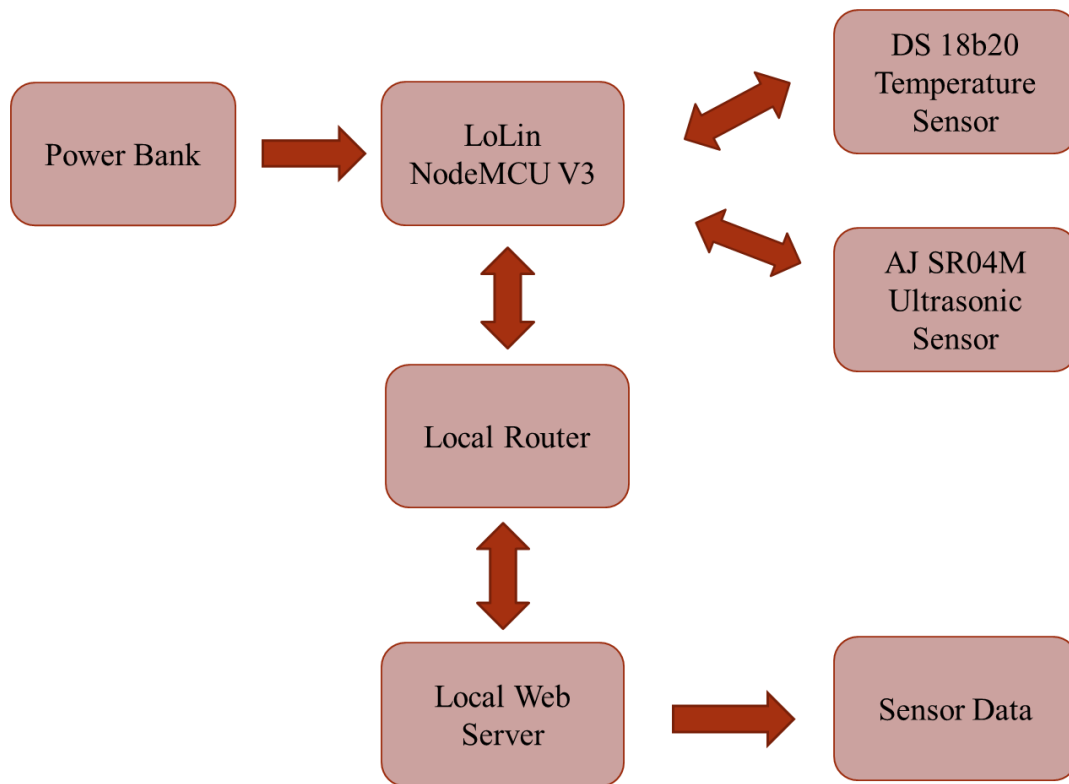 Power Bank
LoLin
NodeMCU V3
DS 18b20
Temperature
Sensor
AJ SR04M
Ultrasonic
Sensor
Local Router
Local Web
Server
Sensor Data